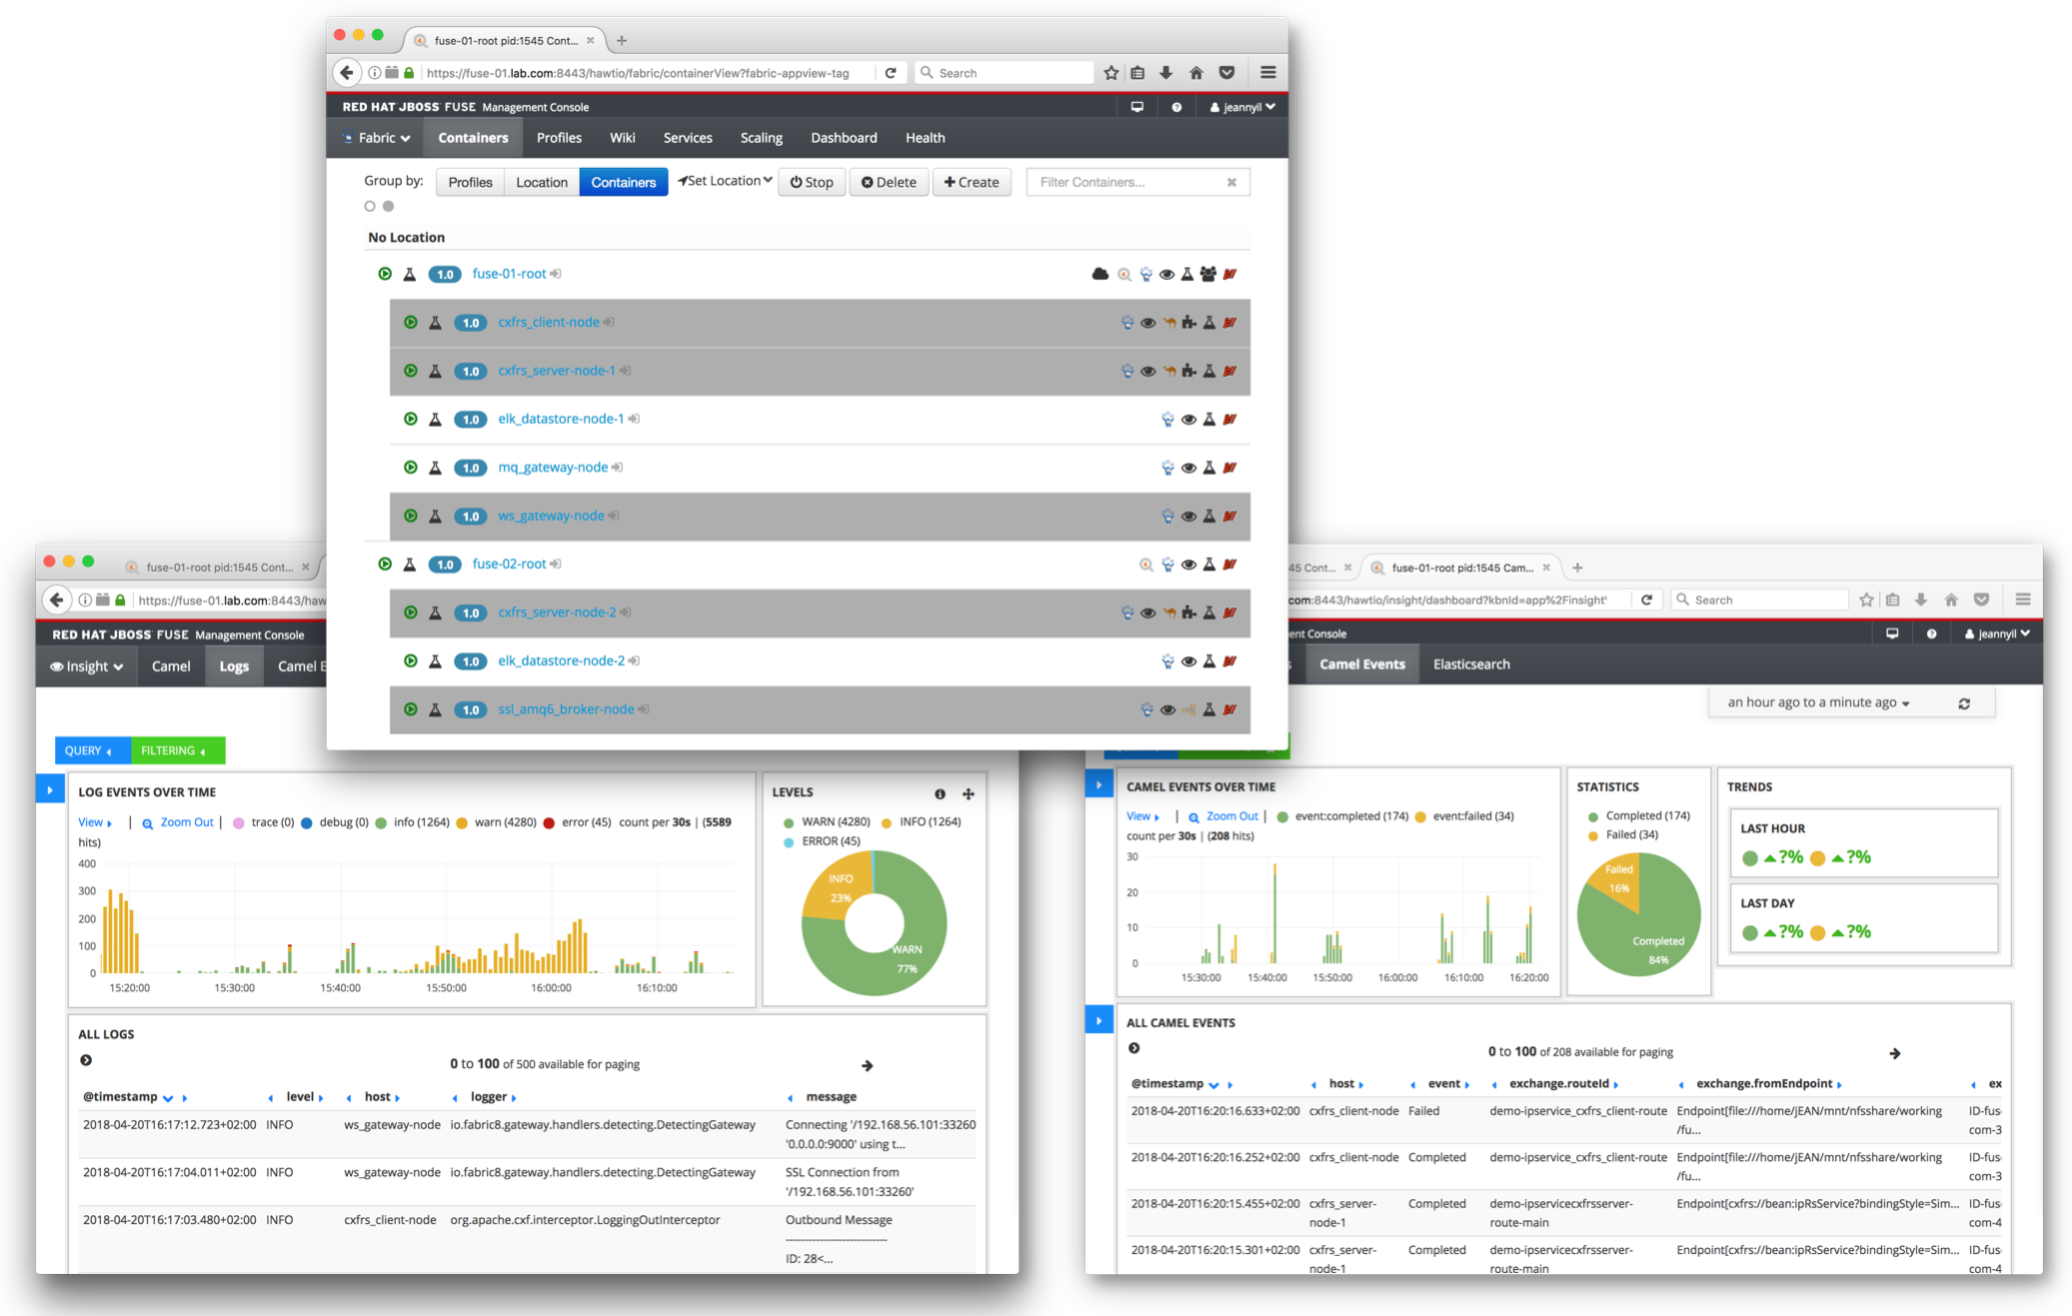 fuse-01-root pid:1545 Cont...
https://fuse-01.lab.com:8443/hawtio/fabric/containerView?fabric-appview-tag
Search
RED HAT JBOSS FUSE Management Console
jeannyil
Fabric
Containers
Profiles
Wiki
Services
Scaling
Dashboard
Health
Group by:
Profiles
Location
Containers
Set Location
Stop
Delete
Create
Filter Containers...
No Location
1.0 fuse-01-root
1.0 cxfrs_client-node
1.0 cxfrs_server-node-1
1.0 elk_datastore-node-1
1.0 mq_gateway-node
1.0 ws_gateway-node
1.0 fuse-02-root
1.0 cxfrs_server-node-2
1.0 elk_datastore-node-2
1.0 ssl_amq6_broker-node
fuse-01-root pid:1545 Cont...
https://fuse-01.lab.com:8443/haw
RED HAT JBOSS FUSE Management Console
Insight
Camel
Logs
Camel E
QUERY
FILTERING
LOG EVENTS OVER TIME
View | Zoom Out | trace (0) debug (0) info (1264) warn (4280) error (45) count per 30s | (5589
hits)
400
300
200
100
0
15:20:00 15:30:00 15:40:00 15:50:00 16:00:00 16:10:00
LEVELS
WARN (4280) INFO (1264)
ERROR (45)
INFO
23%
WARN
77%
ALL LOGS
0 to 100 of 500 available for paging
@timestamp level host logger message
2018-04-20T16:17:12.723+02:00 INFO ws_gateway-node io.fabric8.gateway.handlers.detecting.DetectingGateway Connecting '/192.168.56.101:33260
'0.0.0.0:9000' using t...
2018-04-20T16:17:04.011+02:00 INFO ws_gateway-node io.fabric8.gateway.handlers.detecting.DetectingGateway SSL Connection from
'/192.168.56.101:33260'
2018-04-20T16:17:03.480+02:00 INFO cxfrs_client-node org.apache.cxf.interceptor.LoggingOutInterceptor Outbound Message
---------------------------
ID: 28<...
45 Cont...
fuse-01-root pid:1545 Cam...
com:8443/hawtio/insight/dashboard?kbnId=app%2Finsight'
Search
ent Console
jeannyil
s
Camel Events
Elasticsearch
an hour ago to a minute ago
CAMEL EVENTS OVER TIME
View | Zoom Out | event:completed (174) event:failed (34)
count per 30s | (208 hits)
30
20
10
0
15:30:00 15:40:00 15:50:00 16:00:00 16:10:00 16:20:00
STATISTICS
Completed (174)
Failed (34)
Failed
16%
Completed
84%
TRENDS
LAST HOUR
?% ?%
LAST DAY
?% ?%
ALL CAMEL EVENTS
0 to 100 of 208 available for paging
@timestamp host event exchange.routeId exchange.fromEndpoint ex
2018-04-20T16:20:16.633+02:00 cxfrs_client-node Failed demo-ipservice_cxfrs_client-route Endpoint[file:///home/jEAN/mnt/nfsshare/working ID-fus
/fu... com-3
2018-04-20T16:20:16.252+02:00 cxfrs_client-node Completed demo-ipservice_cxfrs_client-route Endpoint[file:///home/jEAN/mnt/nfsshare/working ID-fus
/fu... com-3
2018-04-20T16:20:15.455+02:00 cxfrs_server- Completed demo-ipservicecxfrsserver- Endpoint[cxfrs://bean:ipRsService?bindingStyle=Sim... ID-fus
node-1 route-main com-4
2018-04-20T16:20:15.301+02:00 cxfrs_server- Completed demo-ipservicecxfrsserver- Endpoint[cxfrs://bean:ipRsService?bindingStyle=Sim... ID-fus
node-1 route-main com-4